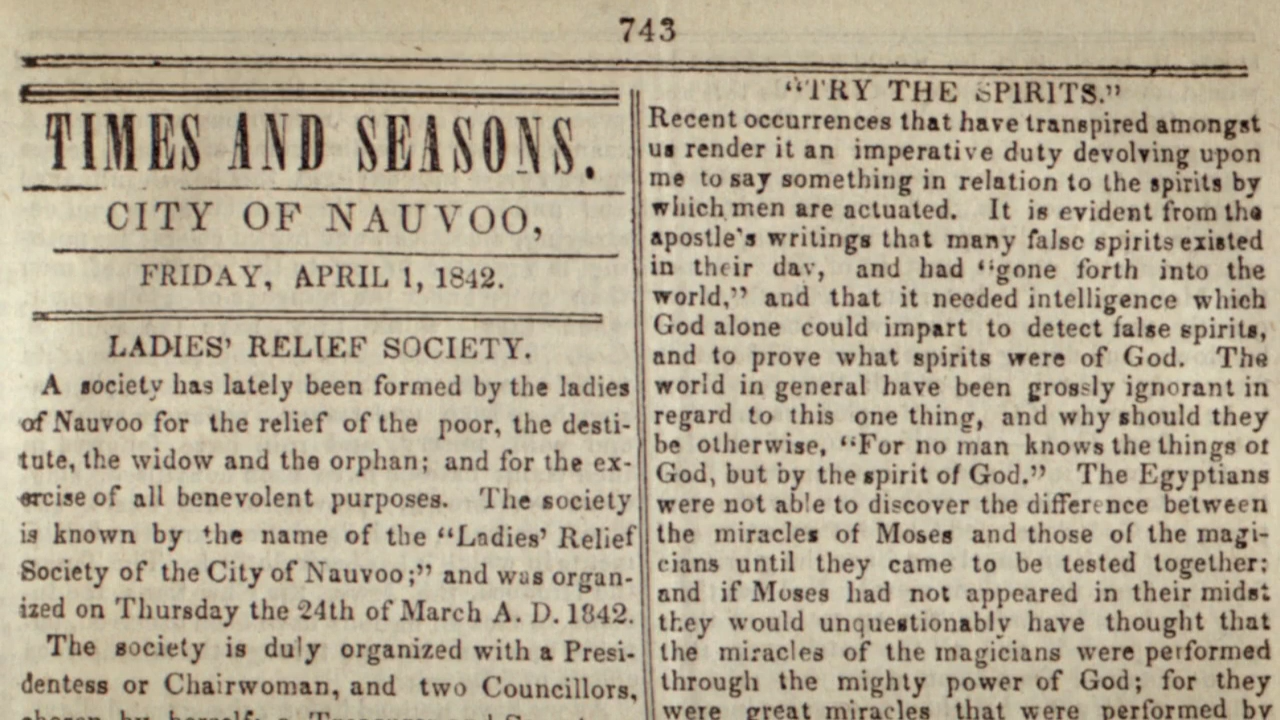 743
TIMES AND SEASONS.
CITY OF NAUVOO,
FRIDAY, APRIL 1, 1842.
LADIES' RELIEF SOCIETY.
A society has lately been formed by the ladies
of Nauvoo for the relief of the poor, the desti-
tute, the widow and the orphan; and for the ex-
ercise of all benevolent purposes. The society
is known by the name of the "Ladies' Relief
Society of the City of Nauvoo;" and was organ-
ized on Thursday the 24th of March A. D. 1842.
The society is duly organized with a Presi-
dentess or Chairwoman, and two Councillors,
chosen by herself; a Treasurer and
"TRY THE SPIRITS."
Recent occurrences that have transpired amongst
us render it an imperative duty devolving upon
me to say something in relation to the spirits by
which men are actuated. It is evident from the
apostle's writings that many false spirits existed
in their day, and had "gone forth into the
world," and that it needed intelligence which
God alone could impart to detect false spirits,
and to prove what spirits were of God. The
world in general have been grossly ignorant in
regard to this one thing, and why should they
be otherwise, "For no man knows the things of
God, but by the spirit of God." The Egyptians
were not able to discover the difference between
the miracles of Moses and those of the magi-
cians until they came to be tested together;
and if Moses had not appeared in their midst
they would unquestionably have thought that
the miracles of the magicians were performed
through the mighty power of God; for they
were great miracles that were performed by